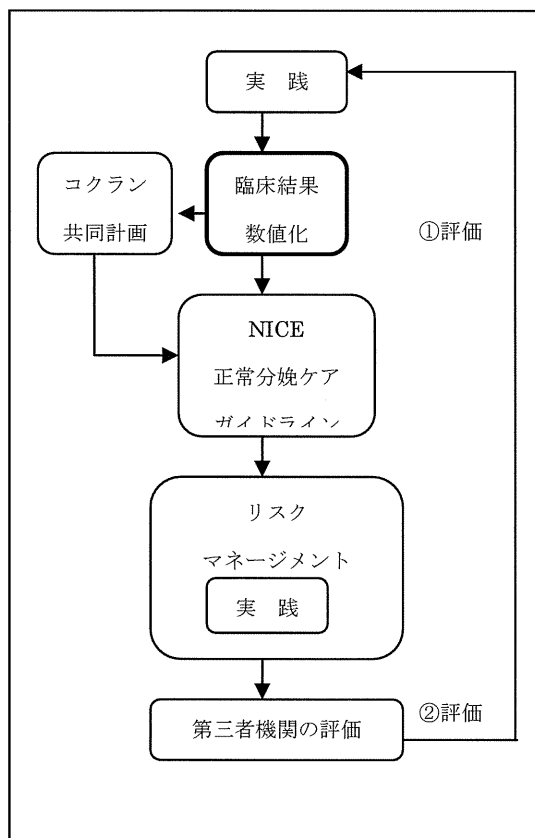 実　践
臨床結果
数値化
コクラン
共同計画
①評価
NICE
正常分娩ケア
ガイドライン
リスク
マネージメント
実　践
第三者機関の評価
②評価